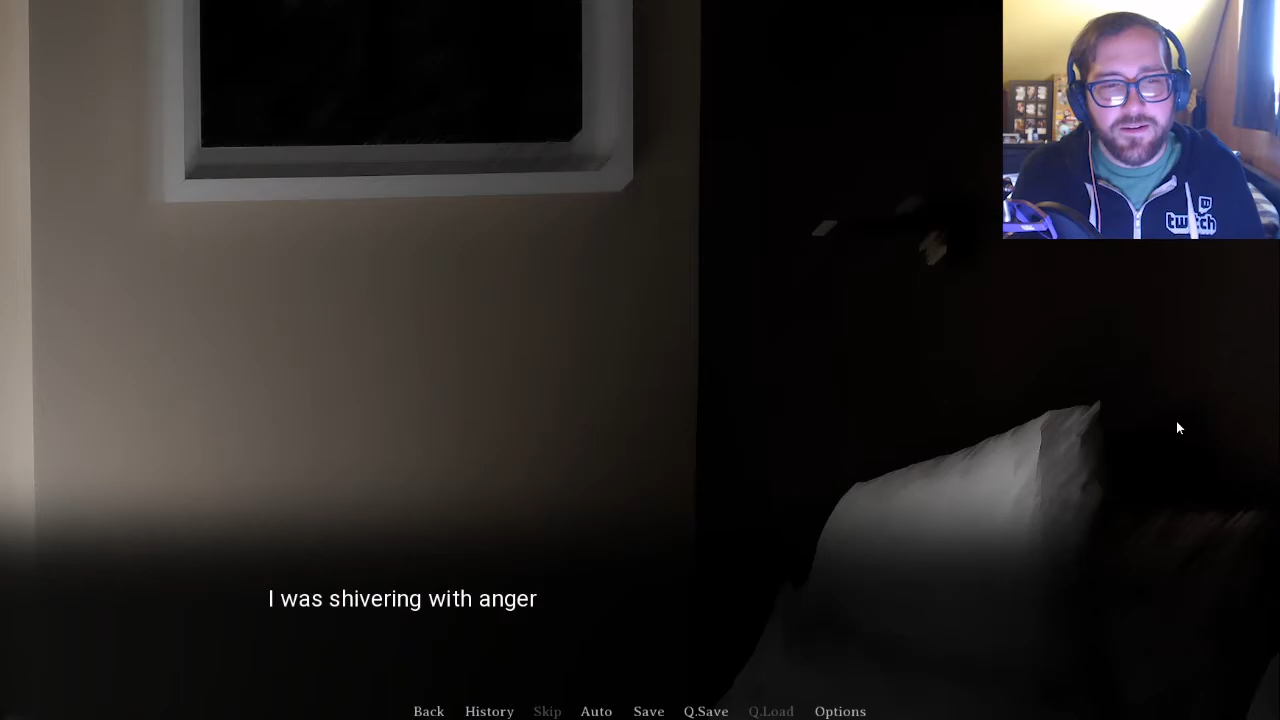 twitch
I was shivering with anger
Back History Skip Auto Save Q.Save Q.Load Options